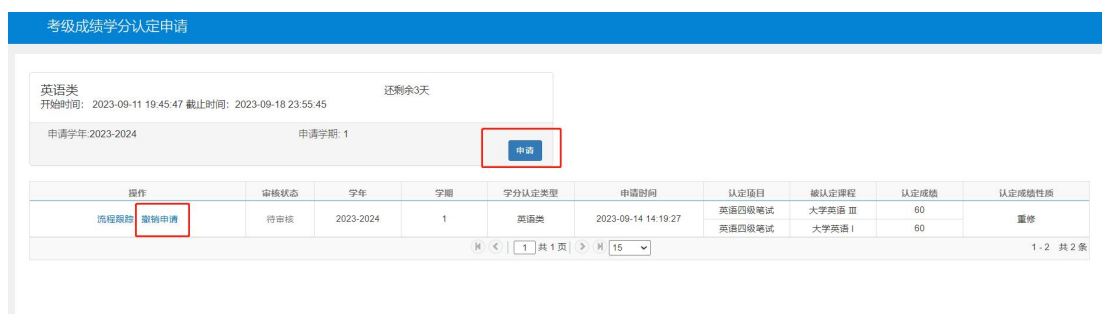 考级成绩学分认定申请
英语类 还剩余3天
开始时间: 2023-09-11 19:45:47 截止时间: 2023-09-18 23:55:45
申请学年:2023-2024 申请学期: 1
申请
操作 审核状态 学年 学期 学分认定类型 申请时间 认定项目 被认定课程 认定成绩 认定成绩性质
流程跟踪 撤销申请 待审核 2023-2024 1 英语类 2023-09-14 14:19:27 英语四级笔试 大学英语 III 60 重修
英语四级笔试 大学英语 I 60
1 共 1 页 15 1 - 2 共 2 条